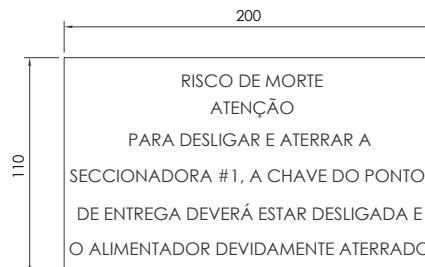 200
110
RISCO DE MORTE
ATENÇÃO
PARA DESLIGAR E ATERRAR A
SECCIONADORA #1, A CHAVE DO PONTO
DE ENTREGA DEVERÁ ESTAR DESLIGADA E
O ALIMENTADOR DEVIDAMENTE ATERRADO